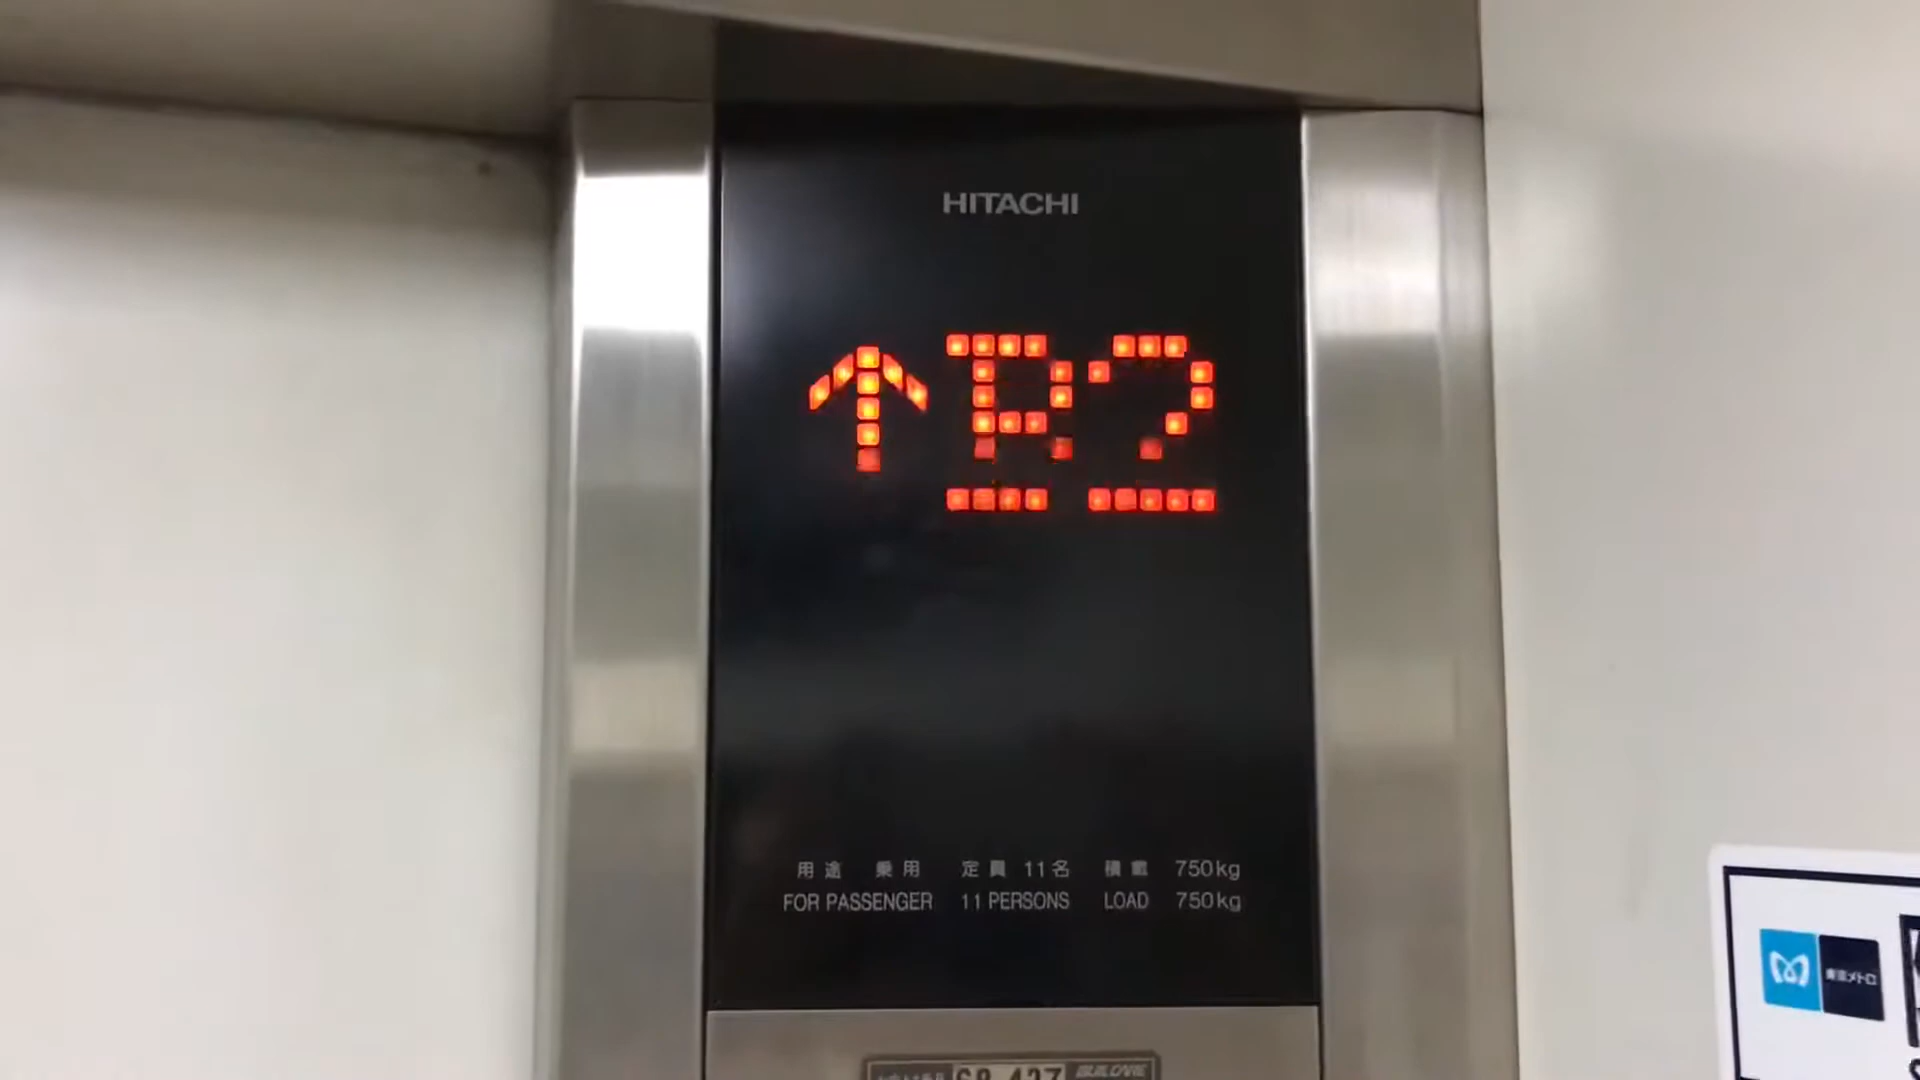 HITACHI
↑B2
用途 乗用 定員 11名 積載 750kg
FOR PASSENGER 11 PERSONS LOAD 750kg
東京メトロ
BUILCARE